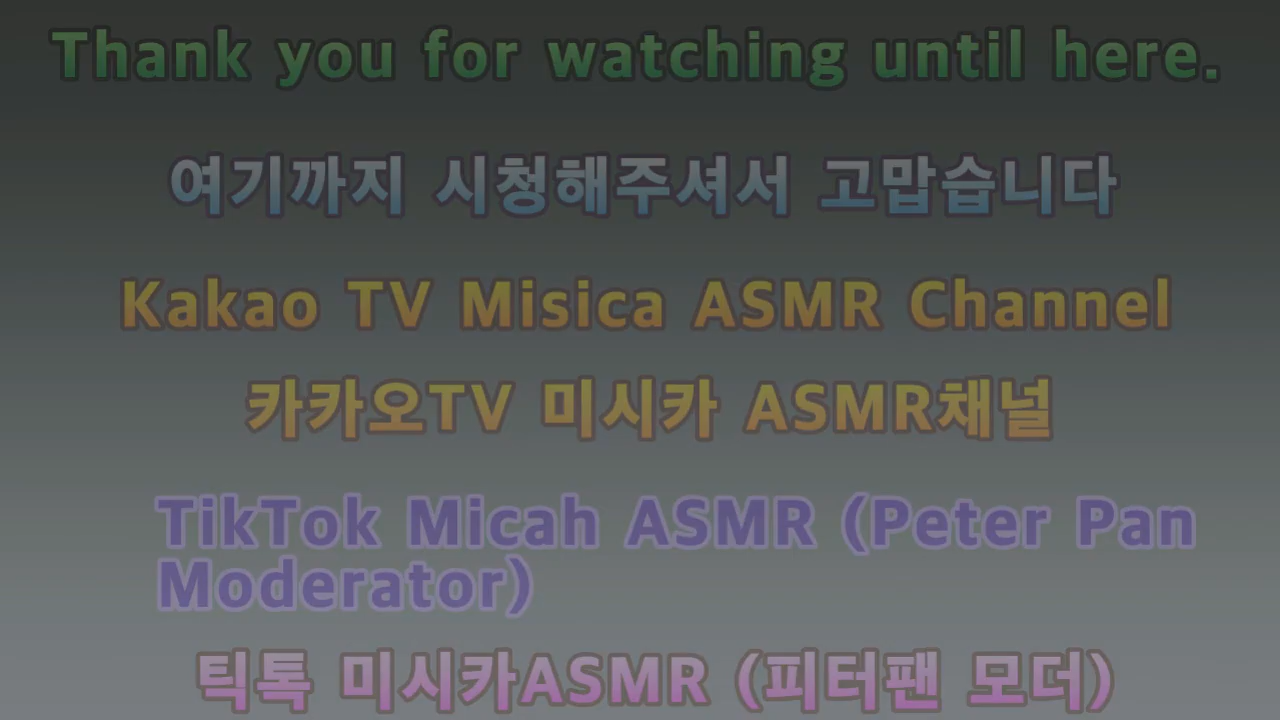 Thank you for watching until here.
여기까지 시청해주셔서 고맙습니다
Kakao TV Misica ASMR Channel
카카오TV 미시카 ASMR채널
TikTok Micah ASMR (Peter Pan
Moderator)
틱톡 미시카ASMR (피터팬 모더)